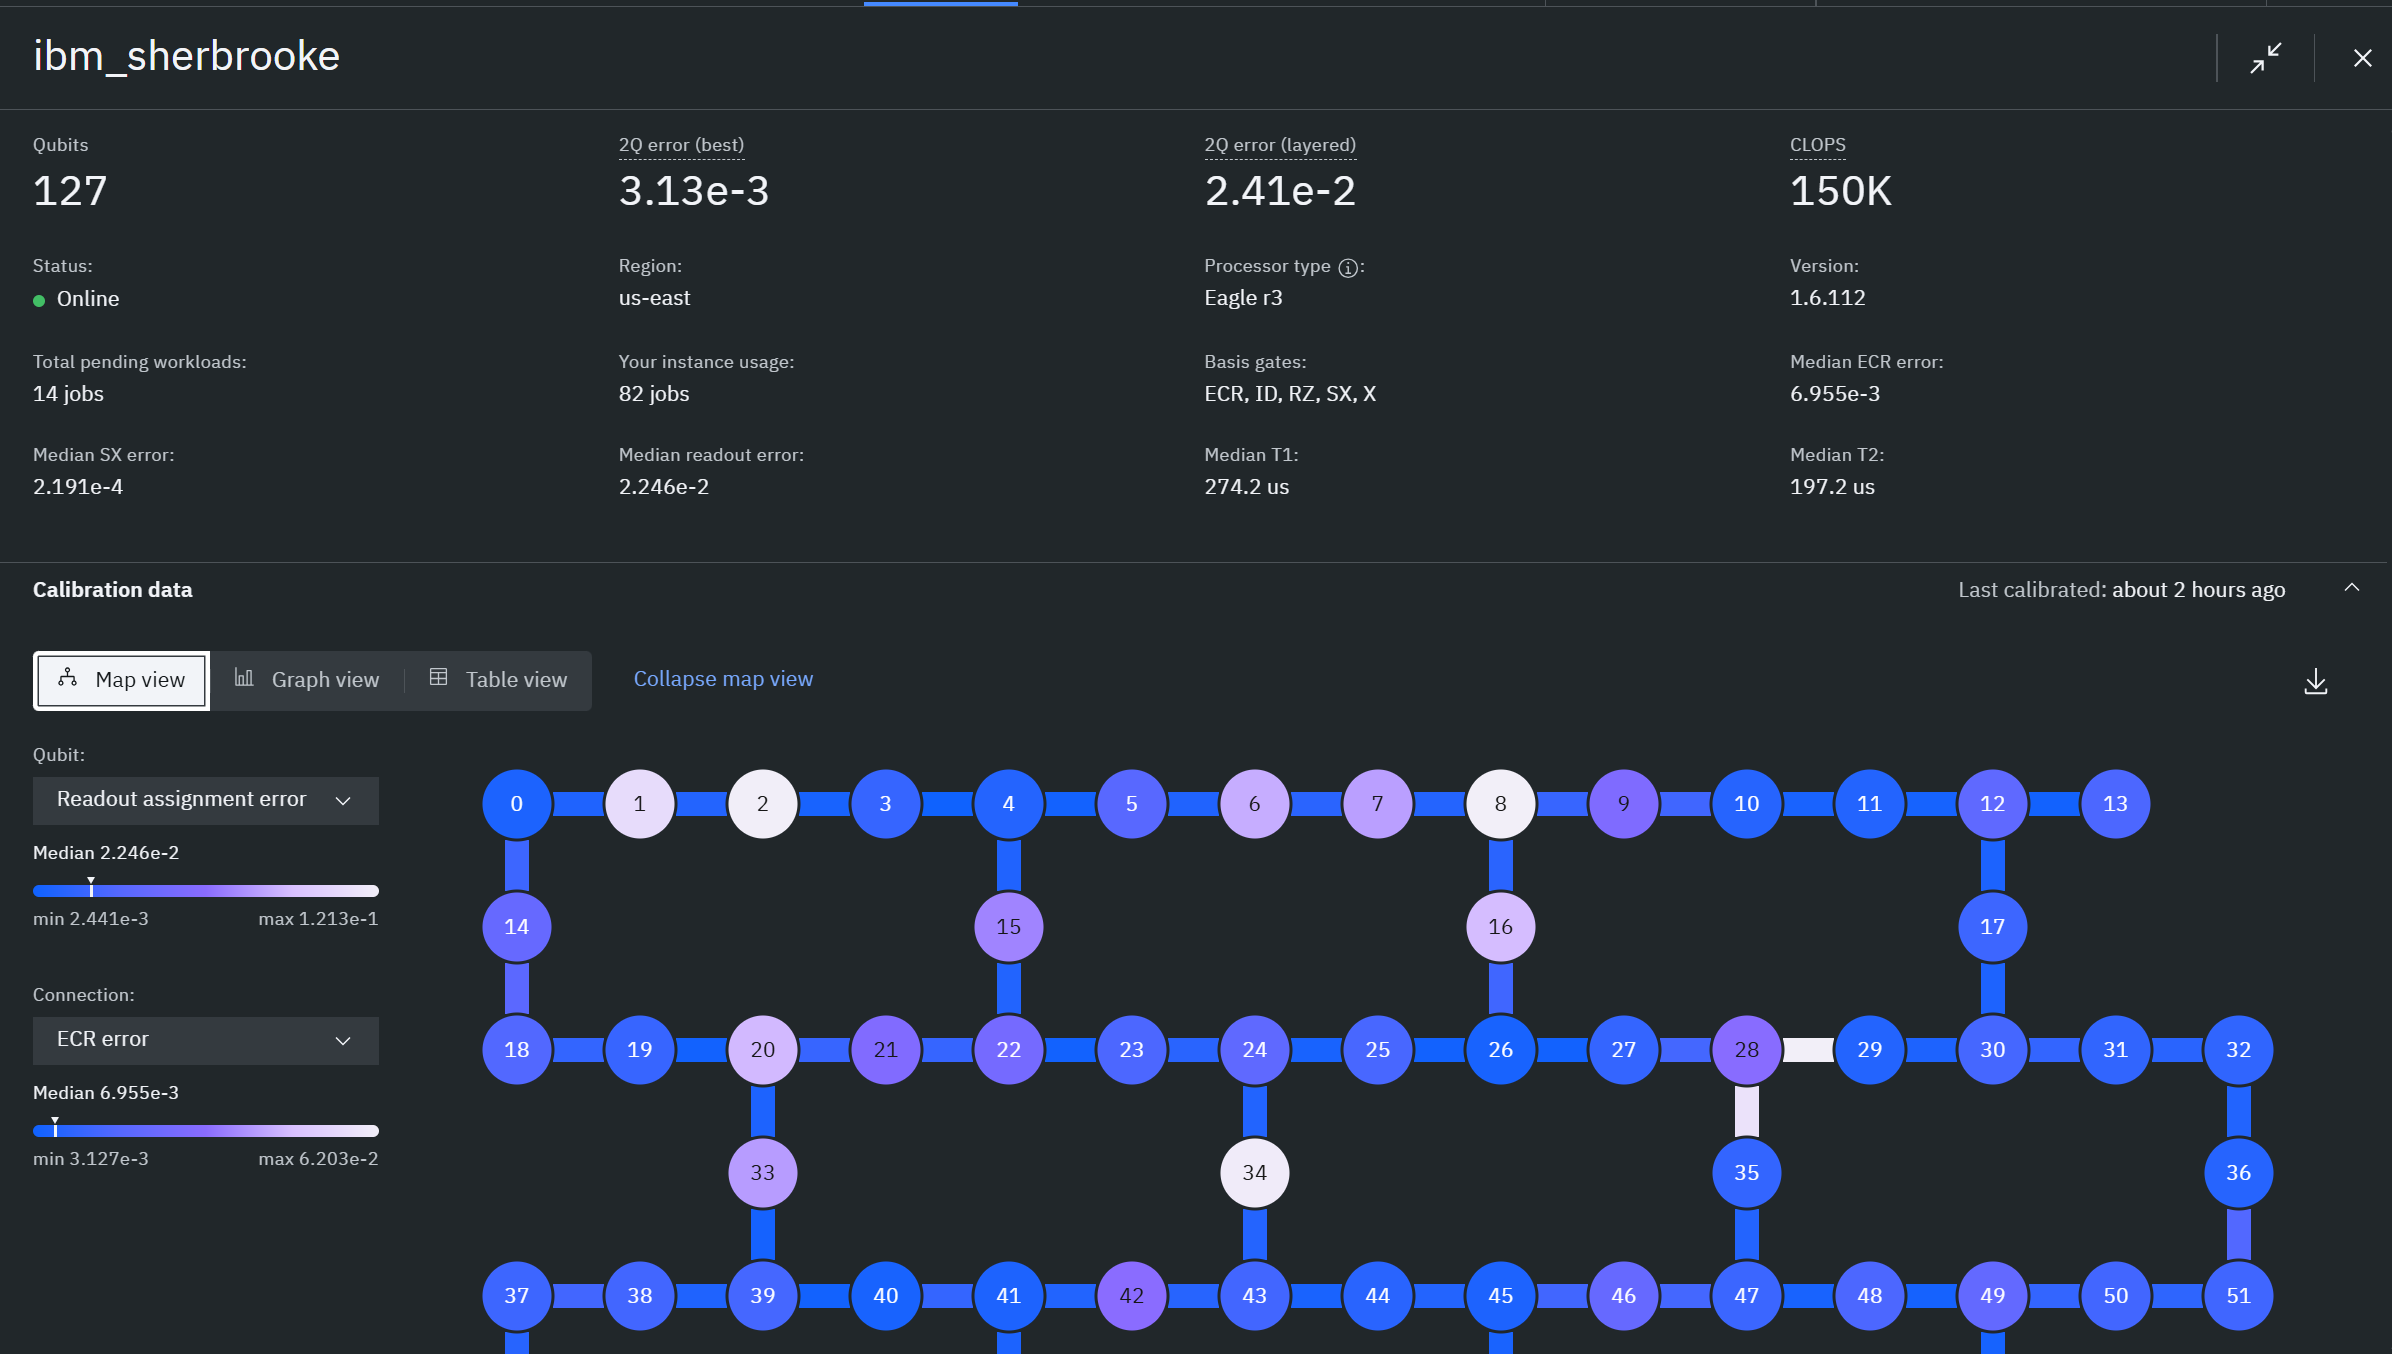 ibm_sherbrooke
Qubits 2Q error (best) 2Q error (layered) CLOPS
127 3.13e-3 2.41e-2 150K
Status: Region: Processor type : Version:
Online us-east Eagle r3 1.6.112
Total pending workloads: Your instance usage: Basis gates: Median ECR error:
14 jobs 82 jobs ECR, ID, RZ, SX, X 6.955e-3
Median SX error: Median readout error: Median T1: Median T2:
2.191e-4 2.246e-2 274.2 us 197.2 us
Calibration data Last calibrated: about 2 hours ago
Map view Graph view Table view Collapse map view
Qubit:
Readout assignment error
Median 2.246e-2
min 2.441e-3 max 1.213e-1
Connection:
ECR error
Median 6.955e-3
min 3.127e-3 max 6.203e-2
0 1 2 3 4 5 6 7 8 9 10 11 12 13
14 15 16 17
18 19 20 21 22 23 24 25 26 27 28 29 30 31 32
33 34 35 36
37 38 39 40 41 42 43 44 45 46 47 48 49 50 51